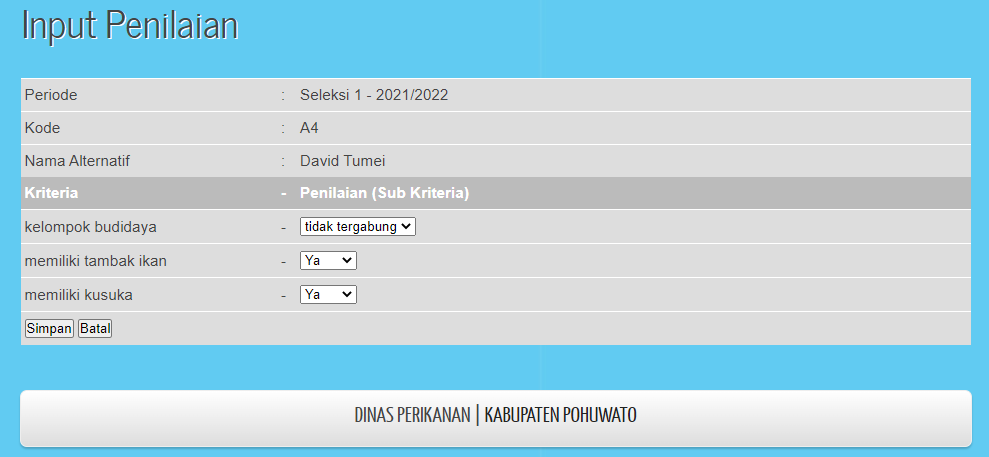 Input Penilaian
Periode : Seleksi 1 - 2021/2022
Kode : A4
Nama Alternatif : David Tumei
Kriteria - Penilaian (Sub Kriteria)
kelompok budidaya - tidak tergabung
memiliki tambak ikan - Ya
memiliki kusuka - Ya
Simpan Batal
DINAS PERIKANAN | KABUPATEN POHUWATO